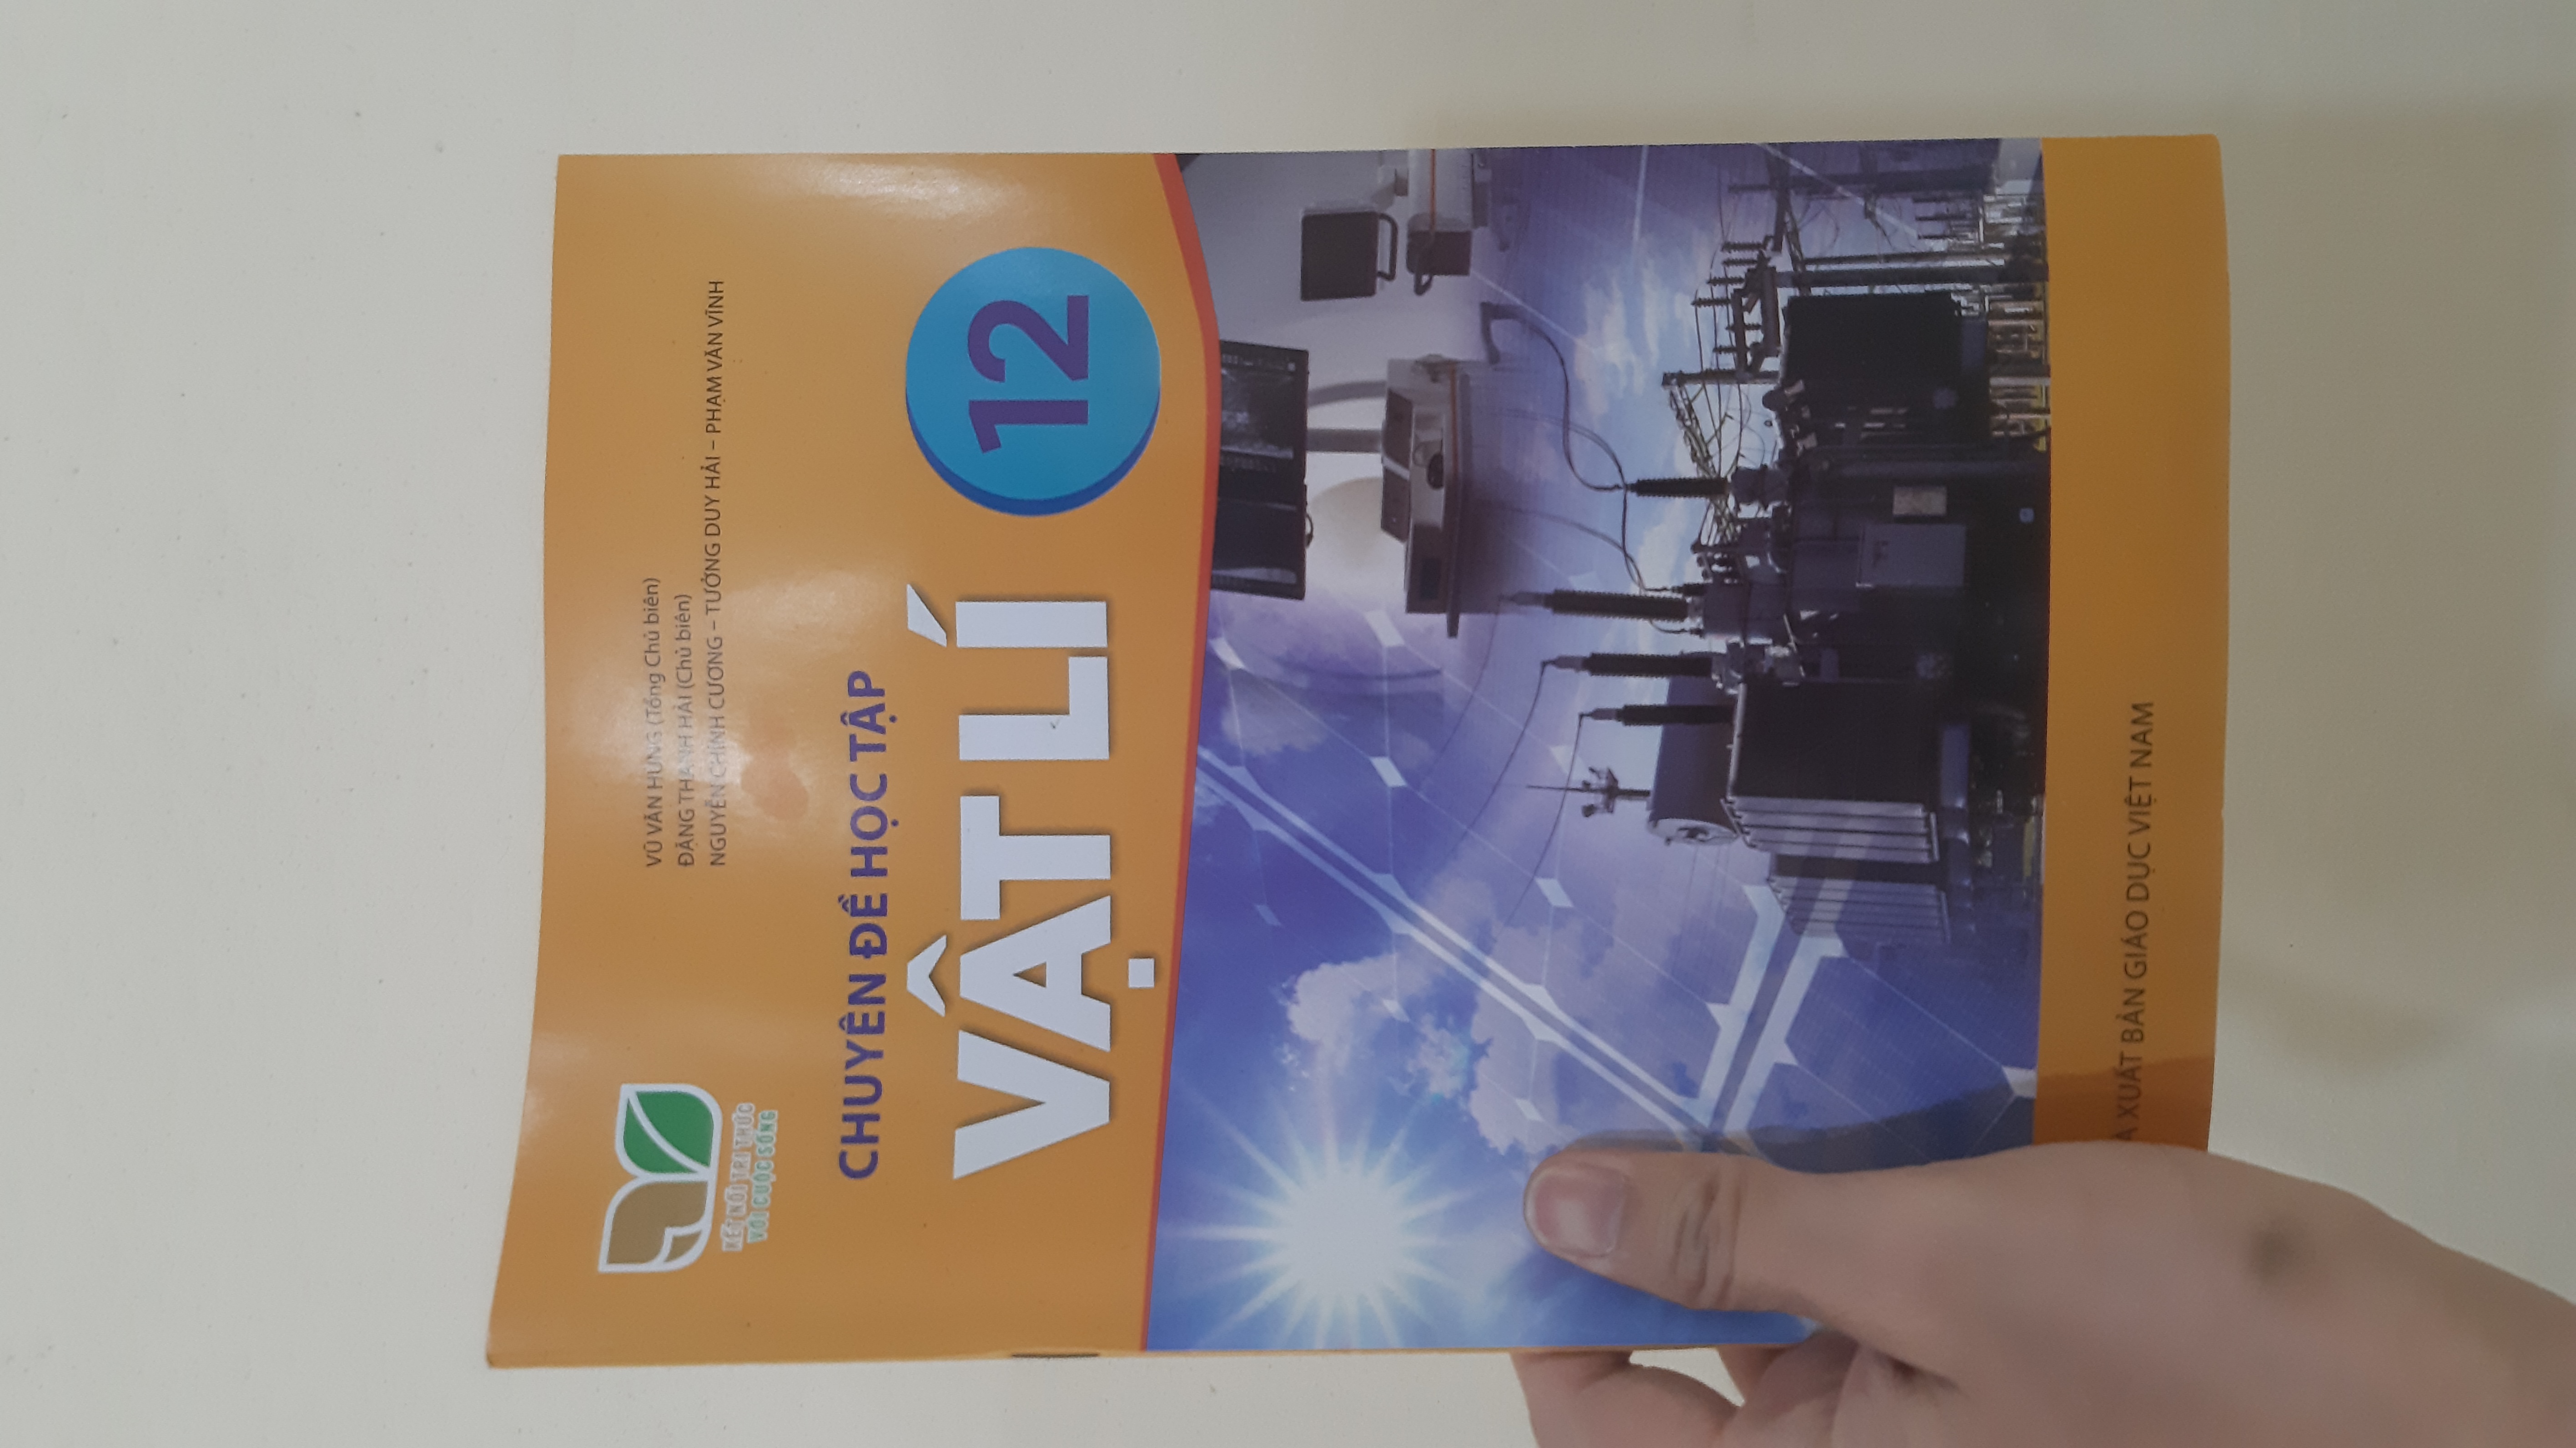 VŨ VĂN HÙNG (Tổng Chủ biên)
ĐẶNG THANH HẢI (Chủ biên)
NGUYỄN CHÍNH CƯƠNG – TƯỞNG DUY HẢI – PHẠM VĂN VĨNH
KẾT NỐI TRI THỨC
VỚI CUỘC SỐNG
CHUYÊN ĐỀ HỌC TẬP
VẬT LÍ 12
XUẤT BẢN GIÁO DỤC VIỆT NAM